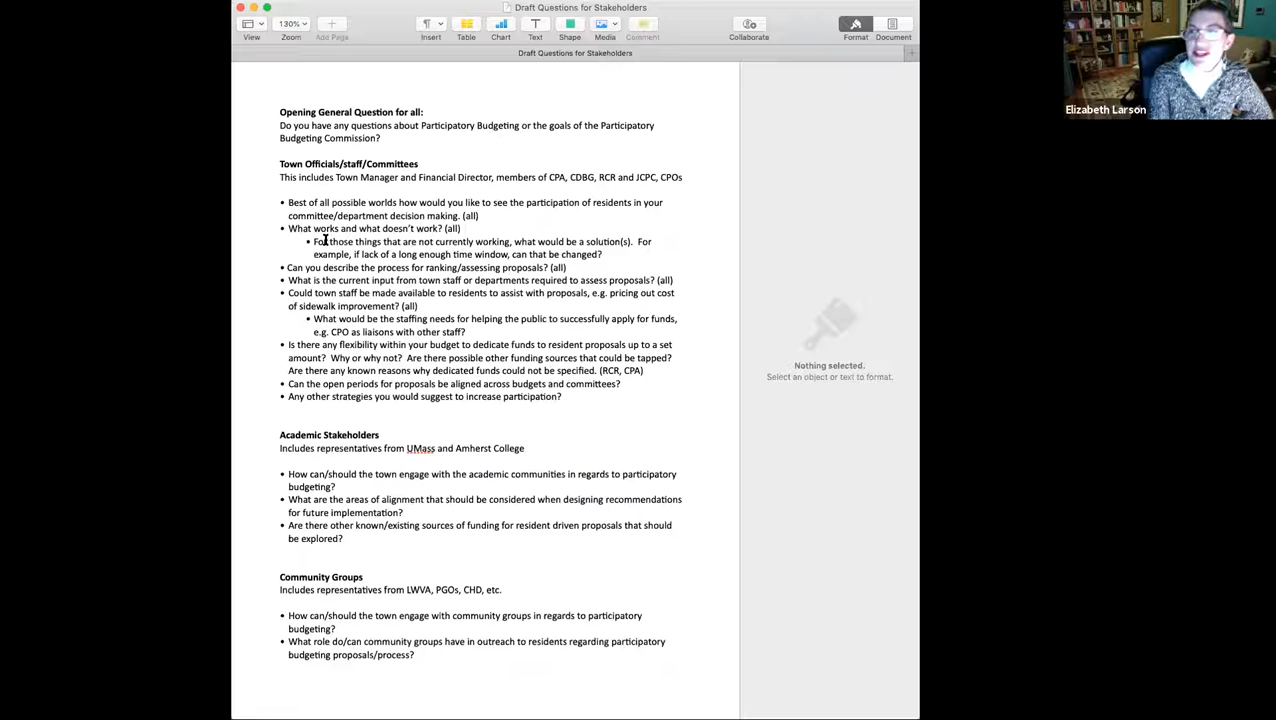 Draft Questions for Stakeholders
130%
View
Zoom
Add Page
Insert
Table
Chart
Text
Shape
Media
Comment
Collaborate
Format
Document
Draft Questions for Stakeholders
Opening General Question for all:
Do you have any questions about Participatory Budgeting or the goals of the Participatory
Budgeting Commission?
Town Officials/staff/Committees
This includes Town Manager and Financial Director, members of CPA, CDBG, RCR and JCPC, CPOs
• Best of all possible worlds how would you like to see the participation of residents in your
committee/department decision making. (all)
• What works and what doesn't work? (all)
• For those things that are not currently working, what would be a solution(s).  For
example, if lack of a long enough time window, can that be changed?
• Can you describe the process for ranking/assessing proposals? (all)
• What is the current input from town staff or departments required to assess proposals? (all)
• Could town staff be made available to residents to assist with proposals, e.g. pricing out cost
of sidewalk improvement? (all)
• What would be the staffing needs for helping the public to successfully apply for funds,
e.g. CPO as liaisons with other staff?
• Is there any flexibility within your budget to dedicate funds to resident proposals up to a set
amount?  Why or why not?  Are there possible other funding sources that could be tapped?
Are there any known reasons why dedicated funds could not be specified. (RCR, CPA)
• Can the open periods for proposals be aligned across budgets and committees?
• Any other strategies you would suggest to increase participation?
Academic Stakeholders
Includes representatives from UMass and Amherst College
• How can/should the town engage with the academic communities in regards to participatory
budgeting?
• What are the areas of alignment that should be considered when designing recommendations
for future implementation?
• Are there other known/existing sources of funding for resident driven proposals that should
be explored?
Community Groups
Includes representatives from LWVA, PGOs, CHD, etc.
• How can/should the town engage with community groups in regards to participatory
budgeting?
• What role do/can community groups have in outreach to residents regarding participatory
budgeting proposals/process?
Nothing selected.
Select an object or text to format.
Elizabeth Larson